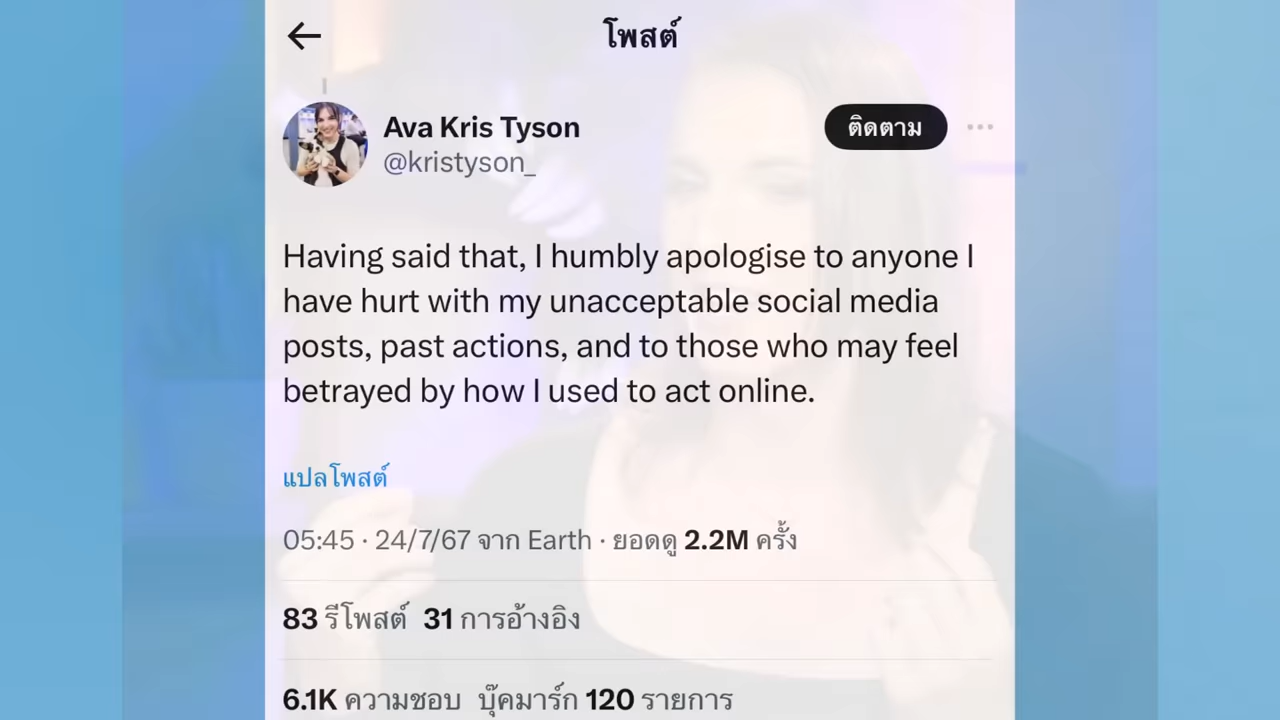 โพสต์
Ava Kris Tyson
ติดตาม
@kristyson_
Having said that, I humbly apologise to anyone I
have hurt with my unacceptable social media
posts, past actions, and to those who may feel
betrayed by how I used to act online.
แปลโพสต์
05:45 · 24/7/67 จาก Earth · ยอดดู 2.2M ครั้ง
83 รีโพสต์ 31 การอ้างอิง
6.1K ความชอบ บุ๊คมาร์ก 120 รายการ